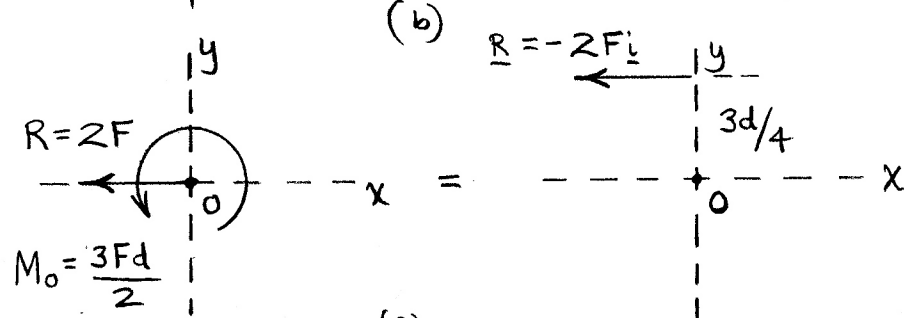 (b)
y
R = 2F
O
x
M₀ = 3Fd/2
=
R = -2Fi
y
3d/4
x
O